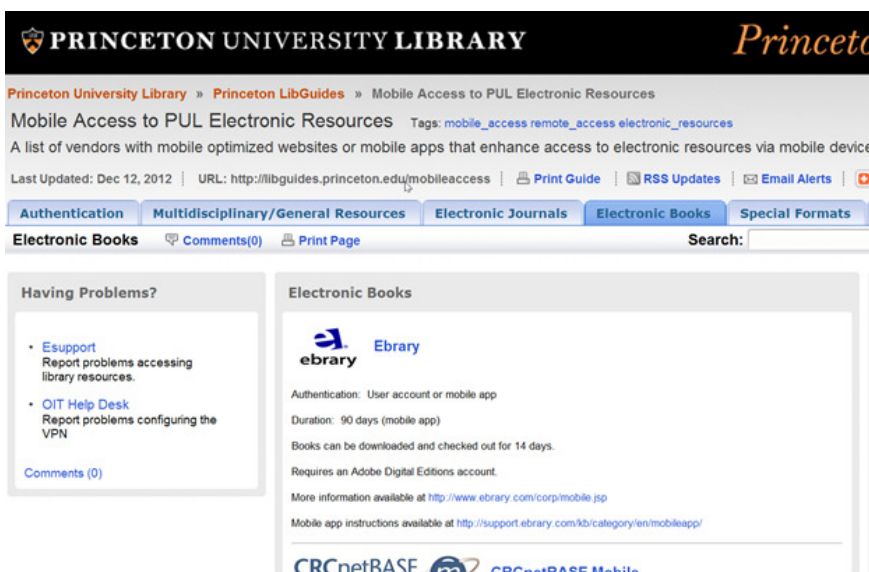 PRINCETON UNIVERSITY LIBRARY
Princeton University Library » Princeton LibGuides » Mobile Access to PUL Electronic Resources
Mobile Access to PUL Electronic Resources Tags: mobile_access remote_access electronic_resources
A list of vendors with mobile optimized websites or mobile apps that enhance access to electronic resources via mobile device
Last Updated: Dec 12, 2012 | URL: http://libguides.princeton.edu/mobileaccess | Print Guide | RSS Updates | Email Alerts |
Authentication Multidisciplinary/General Resources Electronic Journals Electronic Books Special Formats
Electronic Books Comments(0) Print Page Search:
Having Problems?
• Esupport
Report problems accessing
library resources.
• OIT Help Desk
Report problems configuring the
VPN
Comments (0)
Electronic Books
ebrary Ebrary
Authentication: User account or mobile app
Duration: 90 days (mobile app)
Books can be downloaded and checked out for 14 days.
Requires an Adobe Digital Editions account.
More information available at http://www.ebrary.com/corp/mobile.jsp
Mobile app instructions available at http://support.ebrary.com/kb/category/en/mobileapp/
CRCnetBASE m CRCnetBASE Mobile